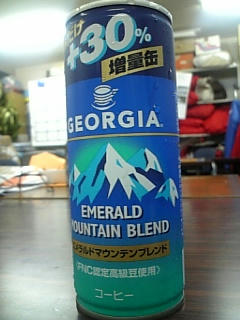 +30%
増量缶
GEORGIA
EMERALD
MOUNTAIN BLEND
エメラルドマウンテンブレンド
〈FNC認定高級豆使用〉
コーヒー